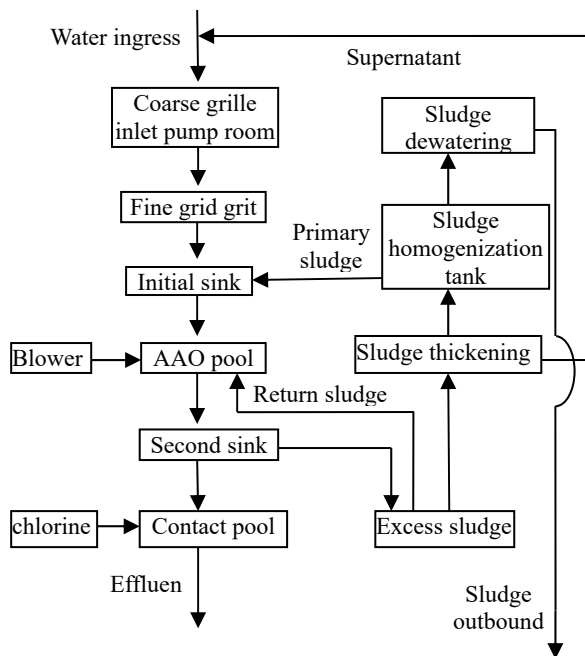 Water ingress
Supernatant
Coarse grille
inlet pump room
Sludge
dewatering
Fine grid grit
Primary
sludge
Sludge
homogenization
tank
Initial sink
Blower
AAO pool
Sludge thickening
Return sludge
Second sink
chlorine
Contact pool
Excess sludge
Effluen
Sludge
outbound